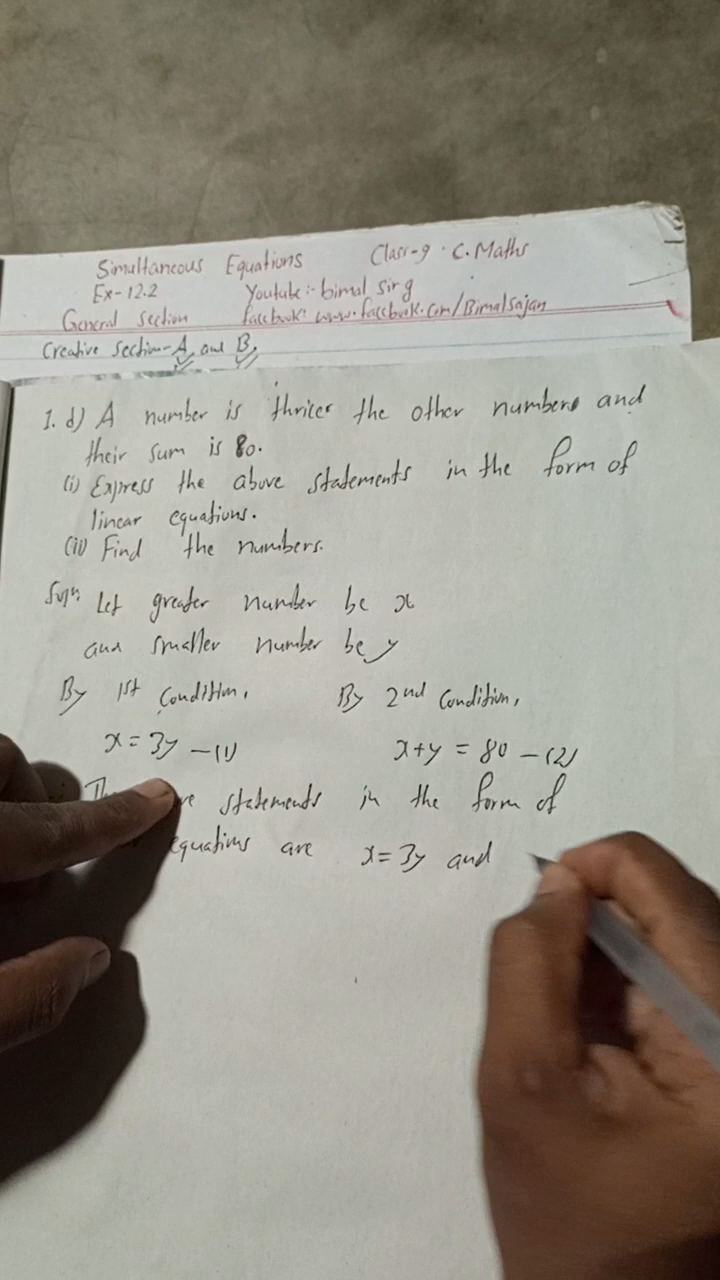 Simultaneous Equations Class-9 C. Maths
Ex-12.2 Youtube:- bimal sir g
General section facebook: www.facebook.com/Bimalsajan
Creative section-A and B,
1. d) A number is thrices the other numbers and
their sum is 80.
(i) Express the above statements in the form of
linear equations.
(ii) Find the numbers.
Sol^n: Let greater number be x
and smaller number be y
By 1st condition, By 2nd condition,
x = 3y - (1) x+y = 80 - (2)
statements in the form of
equations are x = 3y and